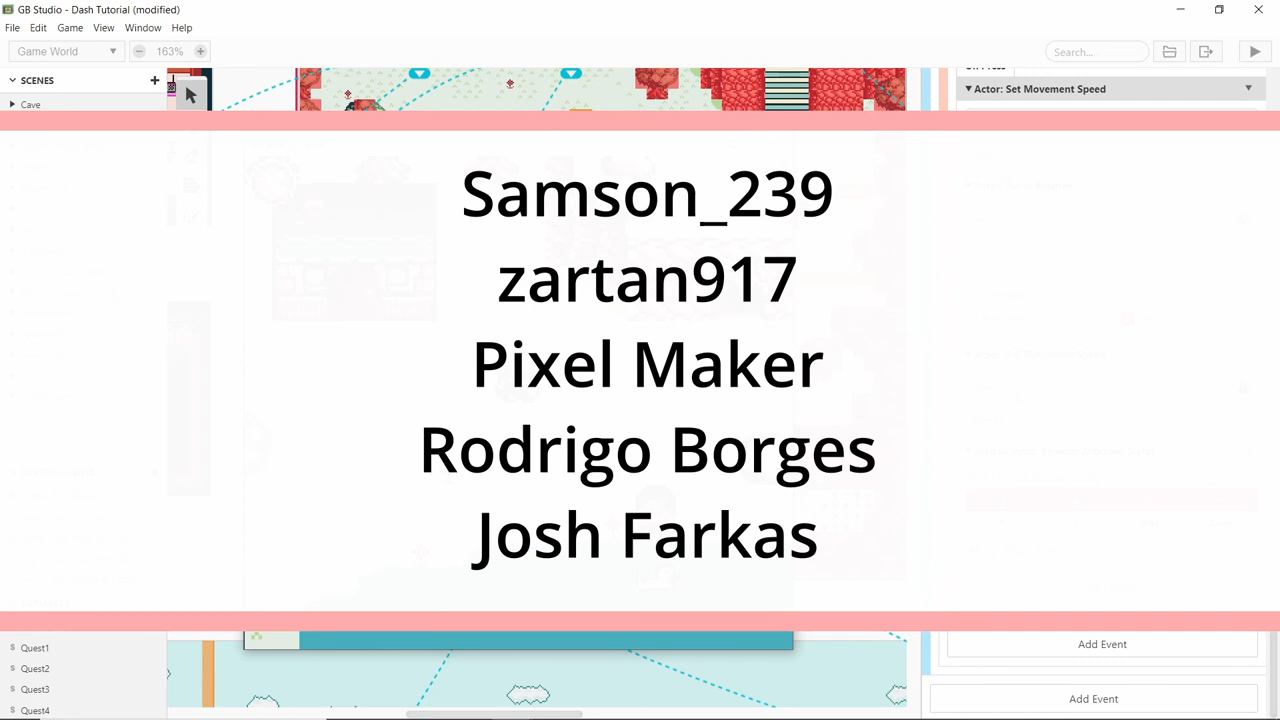 GB Studio - Dash Tutorial (modified)
File Edit Game View Window Help
Game World 163% Search...
SCENES
Cave
Actor: Set Movement Speed
Samson_239
zartan917
Pixel Maker
Rodrigo Borges
Josh Farkas
Quest1
Quest2
Quest3
Quest4
Add Event
Add Event